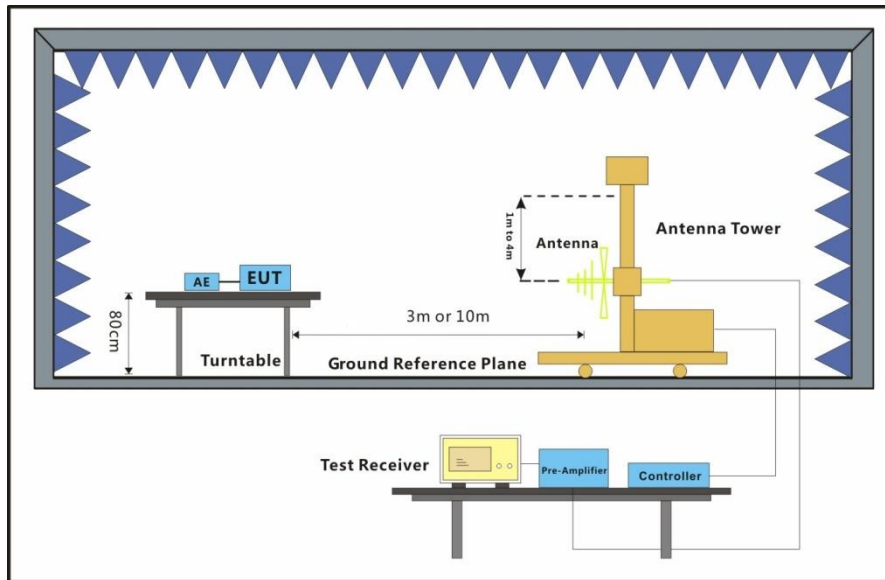 1m to 4m
Antenna
Antenna Tower
AE
EUT
80cm
3m or 10m
Turntable
Ground Reference Plane
Test Receiver
Pre-Amplifier
Controller